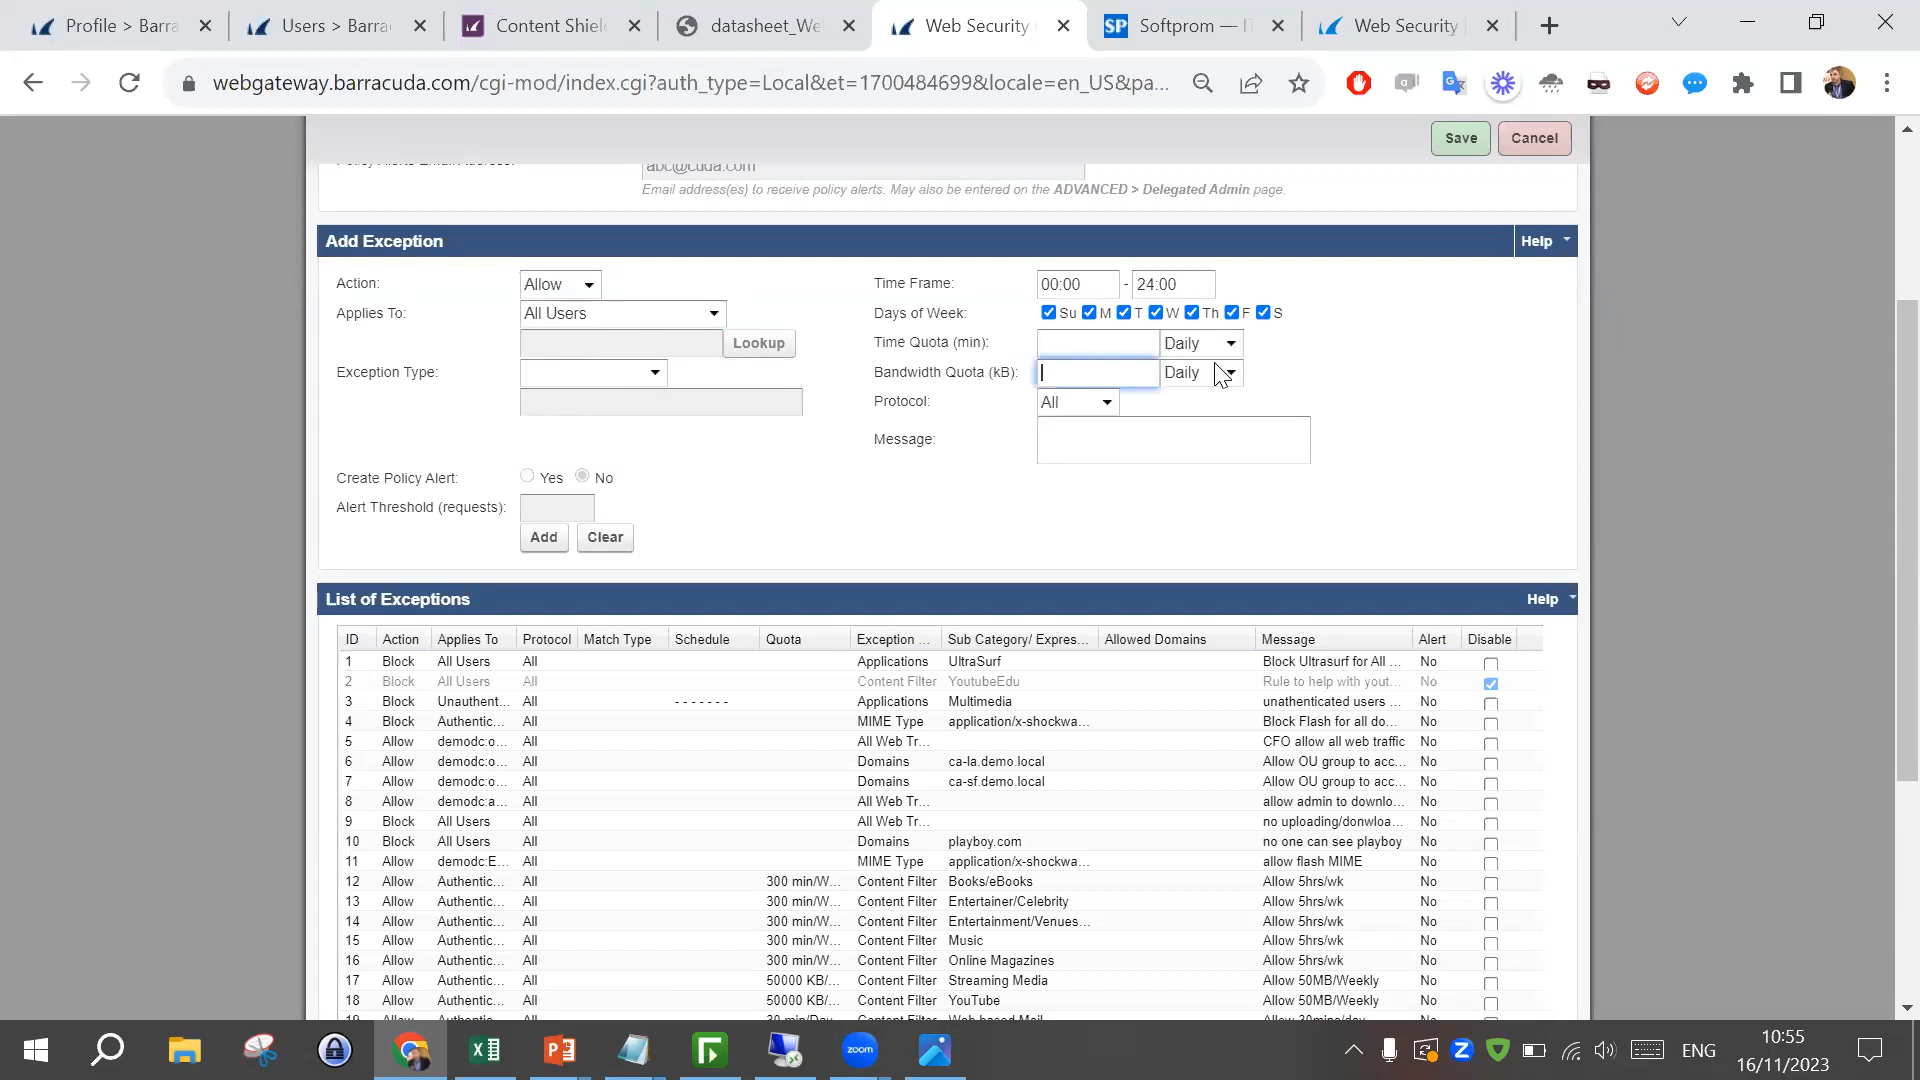 Profile > Barra
Users > Barra
Content Shiel
datasheet_We
Web Security
SP Softprom — IT
Web Security
webgateway.barracuda.com/cgi-mod/index.cgi?auth_type=Local&et=1700484699&locale=en_US&pa...
Save
Cancel
abc@cuda.com
Email address(es) to receive policy alerts. May also be entered on the ADVANCED > Delegated Admin page.
Add Exception
Help
Action:
Allow
Time Frame:
00:00 - 24:00
Applies To:
All Users
Days of Week:
Su M T W Th F S
Lookup
Time Quota (min):
Daily
Exception Type:
Bandwidth Quota (kB):
Daily
Protocol:
All
Message:
Create Policy Alert:
Yes No
Alert Threshold (requests):
Add
Clear
List of Exceptions
Help
ID Action Applies To Protocol Match Type Schedule Quota Exception ... Sub Category/ Expres... Allowed Domains Message Alert Disable
1 Block All Users All Applications UltraSurf Block Ultrasurf for All ... No
2 Block All Users All Content Filter YoutubeEdu Rule to help with yout... No
3 Block Unauthent... All - - - - - - - Applications Multimedia unathenticated users ... No
4 Block Authentic... All MIME Type application/x-shockwa... Block Flash for all do... No
5 Allow demodc:o... All All Web Tr... CFO allow all web traffic No
6 Allow demodc:o... All Domains ca-la.demo.local Allow OU group to acc... No
7 Allow demodc:o... All Domains ca-sf.demo.local Allow OU group to acc... No
8 Allow demodc:a... All All Web Tr... allow admin to downlo... No
9 Block All Users All All Web Tr... no uploading/donwloa... No
10 Block All Users All Domains playboy.com no one can see playboy No
11 Allow demodc:E... All MIME Type application/x-shockwa... allow flash MIME No
12 Allow Authentic... All 300 min/W... Content Filter Books/eBooks Allow 5hrs/wk No
13 Allow Authentic... All 300 min/W... Content Filter Entertainer/Celebrity Allow 5hrs/wk No
14 Allow Authentic... All 300 min/W... Content Filter Entertainment/Venues... Allow 5hrs/wk No
15 Allow Authentic... All 300 min/W... Content Filter Music Allow 5hrs/wk No
16 Allow Authentic... All 300 min/W... Content Filter Online Magazines Allow 5hrs/wk No
17 Allow Authentic... All 50000 KB/... Content Filter Streaming Media Allow 50MB/Weekly No
18 Allow Authentic... All 50000 KB/... Content Filter YouTube Allow 50MB/Weekly No
zoom
ENG
10:55
16/11/2023